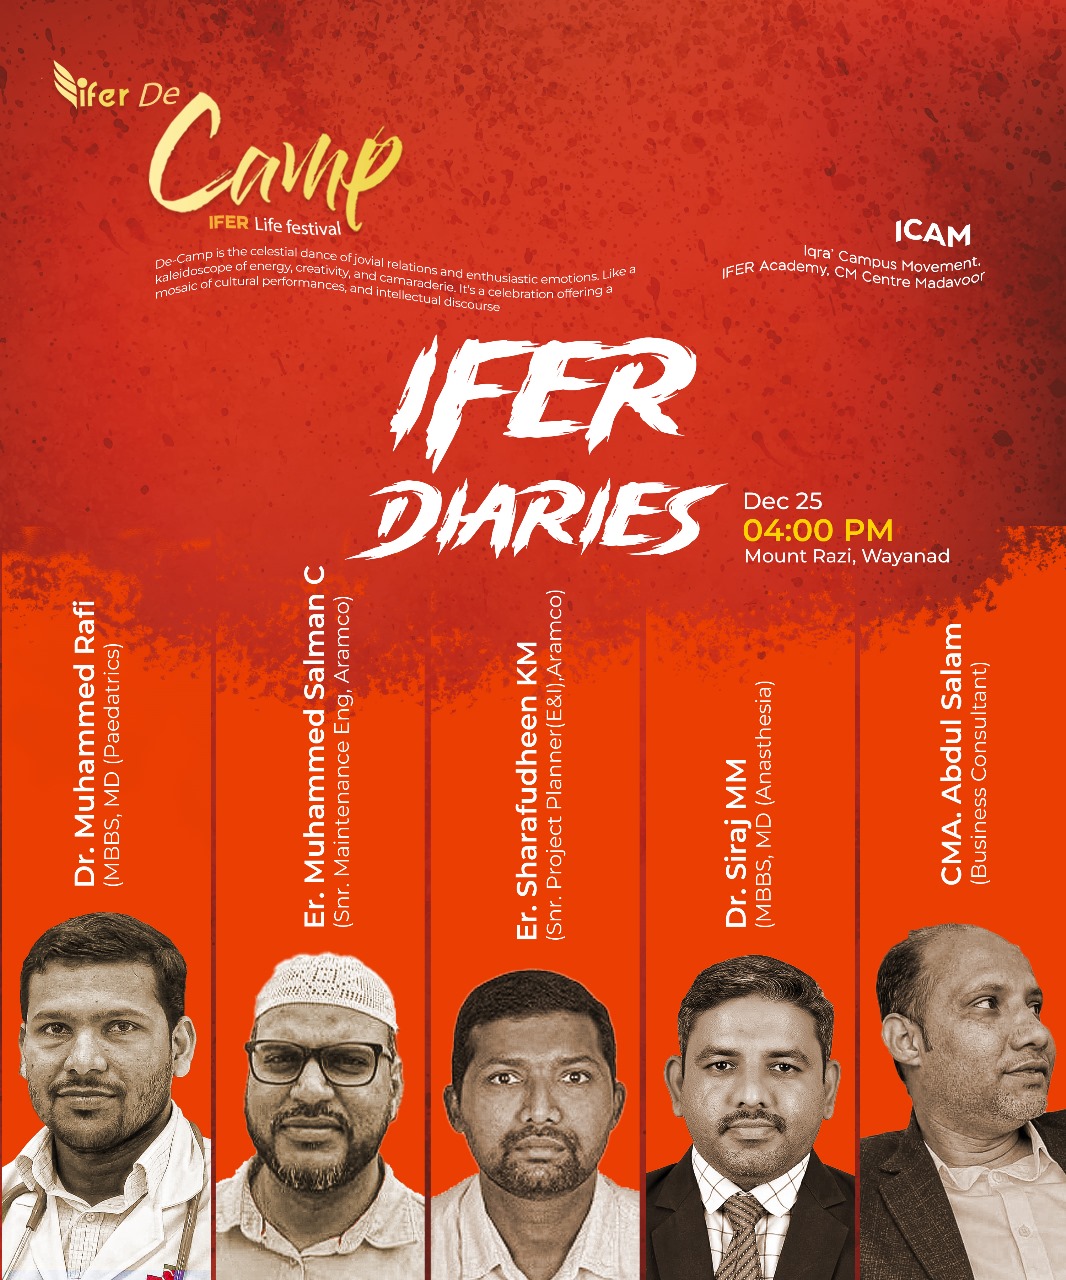 ifer De
Camp
IFER Life festival
De-Camp is the celestial dance of jovial relations and enthusiastic emotions. Like a
kaleidoscope of energy, creativity, and camaraderie. It's a celebration offering a
mosaic of cultural performances, and intellectual discourse
ICAM
Iqra' Campus Movement.
IFER Academy, CM Centre Madavoor
IFER
DIARIES
Dec 25
04:00 PM
Mount Razi, Wayanad
Dr. Muhammed Rafi
(MBBS, MD (Paedatrics)
Er. Muhammed Salman C
(Snr. Maintenance Eng, Aramco)
Er. Sharafudheen KM
(Snr. Project Planner(E&I),Aramco)
Dr. Siraj MM
(MBBS, MD (Anasthesia)
CMA. Abdul Salam
(Business Consultant)